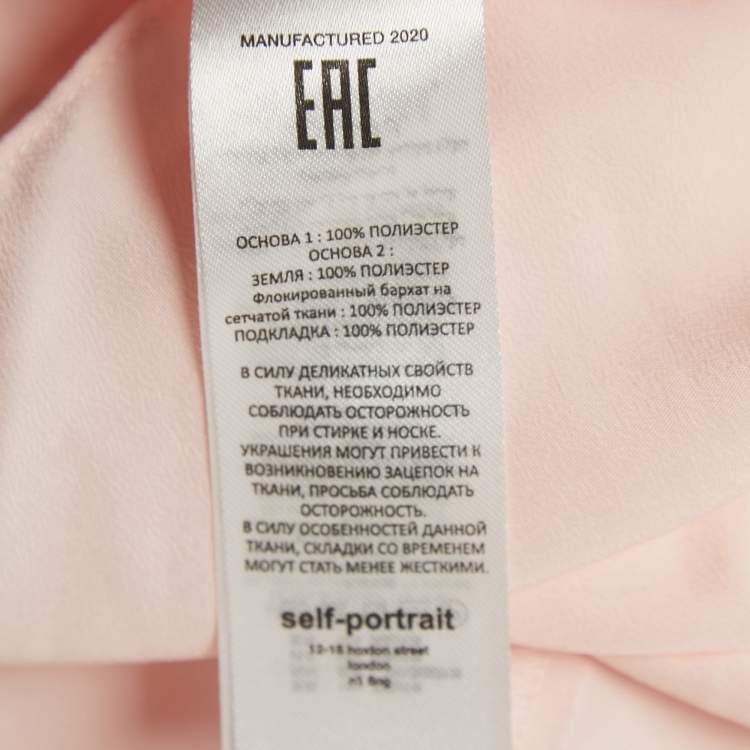 MANUFACTURED 2020
EAC
ОСНОВА 1 : 100% ПОЛИЭСТЕР
ОСНОВА 2 :
ЗЕМЛЯ : 100% ПОЛИЭСТЕР
Флокированный бархат на
сетчатой ткани : 100% ПОЛИЭСТЕР
ПОДКЛАДКА : 100% ПОЛИЭСТЕР
В СИЛУ ДЕЛИКАТНЫХ СВОЙСТВ
ТКАНИ, НЕОБХОДИМО
СОБЛЮДАТЬ ОСТОРОЖНОСТЬ
ПРИ СТИРКЕ И НОСКЕ.
УКРАШЕНИЯ МОГУТ ПРИВЕСТИ К
ВОЗНИКНОВЕНИЮ ЗАЦЕПОК НА
ТКАНИ, ПРОСЬБА СОБЛЮДАТЬ
ОСТОРОЖНОСТЬ.
В СИЛУ ОСОБЕННОСТЕЙ ДАННОЙ
ТКАНИ, СКЛАДКИ СО ВРЕМЕНЕМ
МОГУТ СТАТЬ МЕНЕЕ ЖЕСТКИМИ.
self-portrait
hoxton street
london
n1 6ng